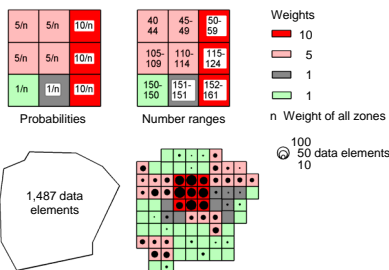 5/n 5/n 10/n
5/n 5/n 10/n
1/n 1/n 10/n
Probabilities
40
44
45-
49
50-
59
105-
109
110-
114
115-
124
150-
150
151-
151
152-
161
Number ranges
Weights
10
5
1
1
n Weight of all zones
100
50 data elements
10
1,487 data
elements